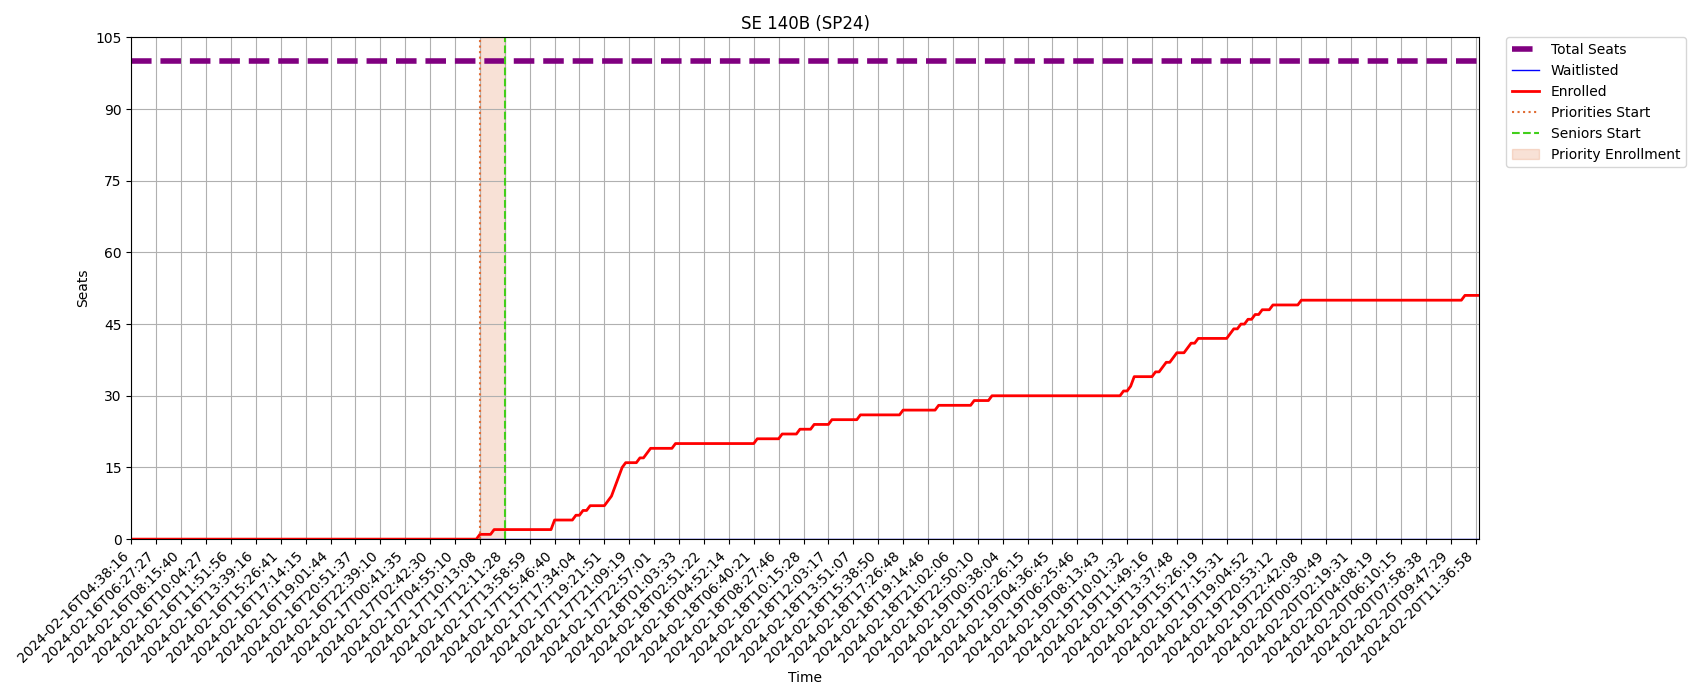 SE 140B (SP24)
105
90
75
60
45
30
15
0
Seats
2024-02-16T04:38:16
2024-02-16T06:27:27
2024-02-16T08:15:40
2024-02-16T10:04:27
2024-02-16T11:51:56
2024-02-16T13:39:16
2024-02-16T15:26:41
2024-02-16T17:14:15
2024-02-16T19:01:44
2024-02-16T20:51:37
2024-02-16T22:39:10
2024-02-17T00:41:35
2024-02-17T02:42:30
2024-02-17T04:55:10
2024-02-17T10:13:08
2024-02-17T12:11:28
2024-02-17T13:58:59
2024-02-17T15:46:40
2024-02-17T17:34:04
2024-02-17T19:21:51
2024-02-17T21:09:19
2024-02-17T22:57:01
2024-02-18T01:03:33
2024-02-18T02:51:22
2024-02-18T04:52:14
2024-02-18T06:40:21
2024-02-18T08:27:46
2024-02-18T10:15:28
2024-02-18T12:03:17
2024-02-18T13:51:07
2024-02-18T15:38:50
2024-02-18T17:26:48
2024-02-18T19:14:46
2024-02-18T21:02:06
2024-02-18T22:50:10
2024-02-19T00:38:04
2024-02-19T02:26:15
2024-02-19T04:36:45
2024-02-19T06:25:46
2024-02-19T08:13:43
2024-02-19T10:01:32
2024-02-19T11:49:16
2024-02-19T13:37:48
2024-02-19T15:26:19
2024-02-19T17:15:31
2024-02-19T19:04:52
2024-02-19T20:53:12
2024-02-19T22:42:08
2024-02-20T00:30:49
2024-02-20T02:19:31
2024-02-20T04:08:19
2024-02-20T06:10:15
2024-02-20T07:58:38
2024-02-20T09:47:29
2024-02-20T11:36:58
Time
Total Seats
Waitlisted
Enrolled
Priorities Start
Seniors Start
Priority Enrollment